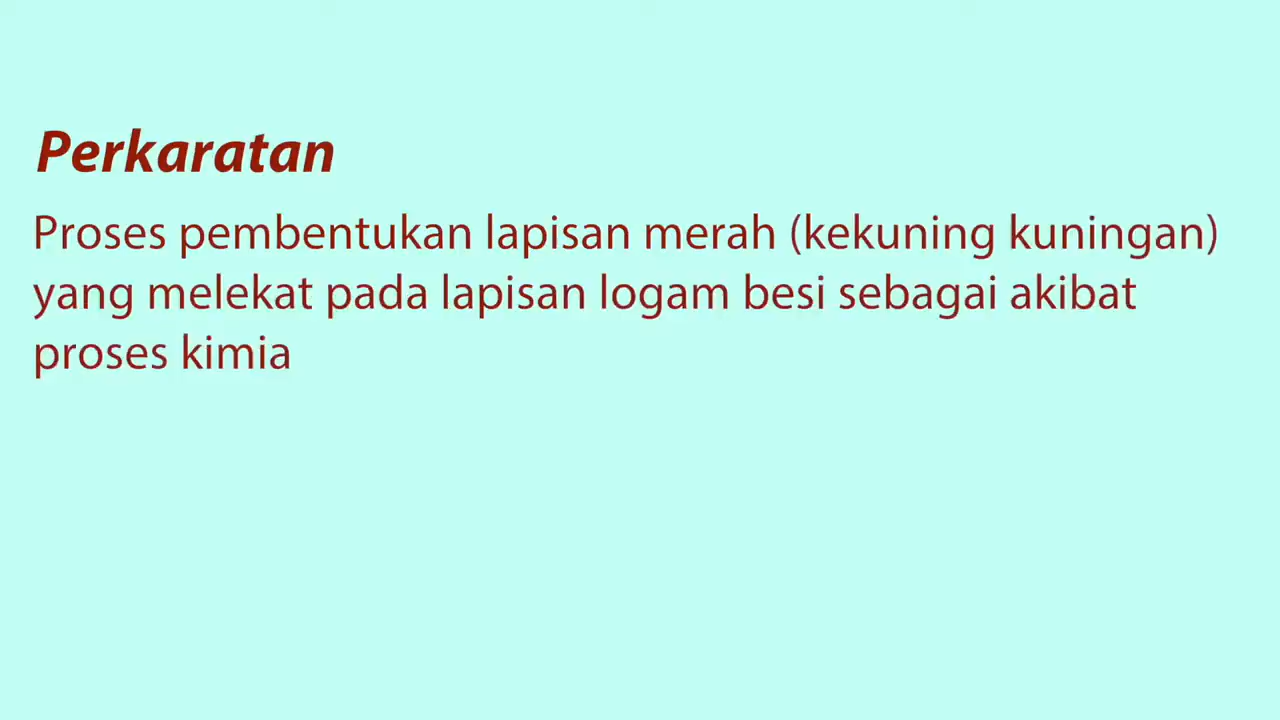 Perkaratan
Proses pembentukan lapisan merah (kekuning kuningan)
yang melekat pada lapisan logam besi sebagai akibat
proses kimia